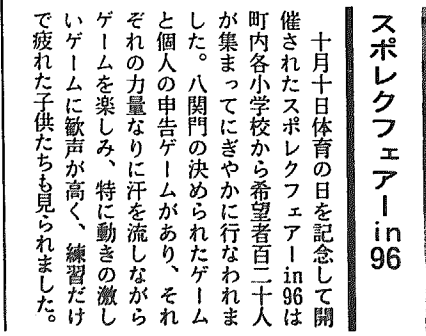 スポレクフェアーin96
十月十日体育の日を記念して開
催されたスポレクフェアーin96は
町内各小学校から希望者百二十人
が集まってにぎやかに行なわれま
した。八関門の決められたゲーム
と個人の申告ゲームがあり、それ
ぞれの力量なりに汗を流しながら
ゲームを楽しみ、特に動きの激し
いゲームに歓声が高く、練習だけ
で疲れた子供たちも見られました。